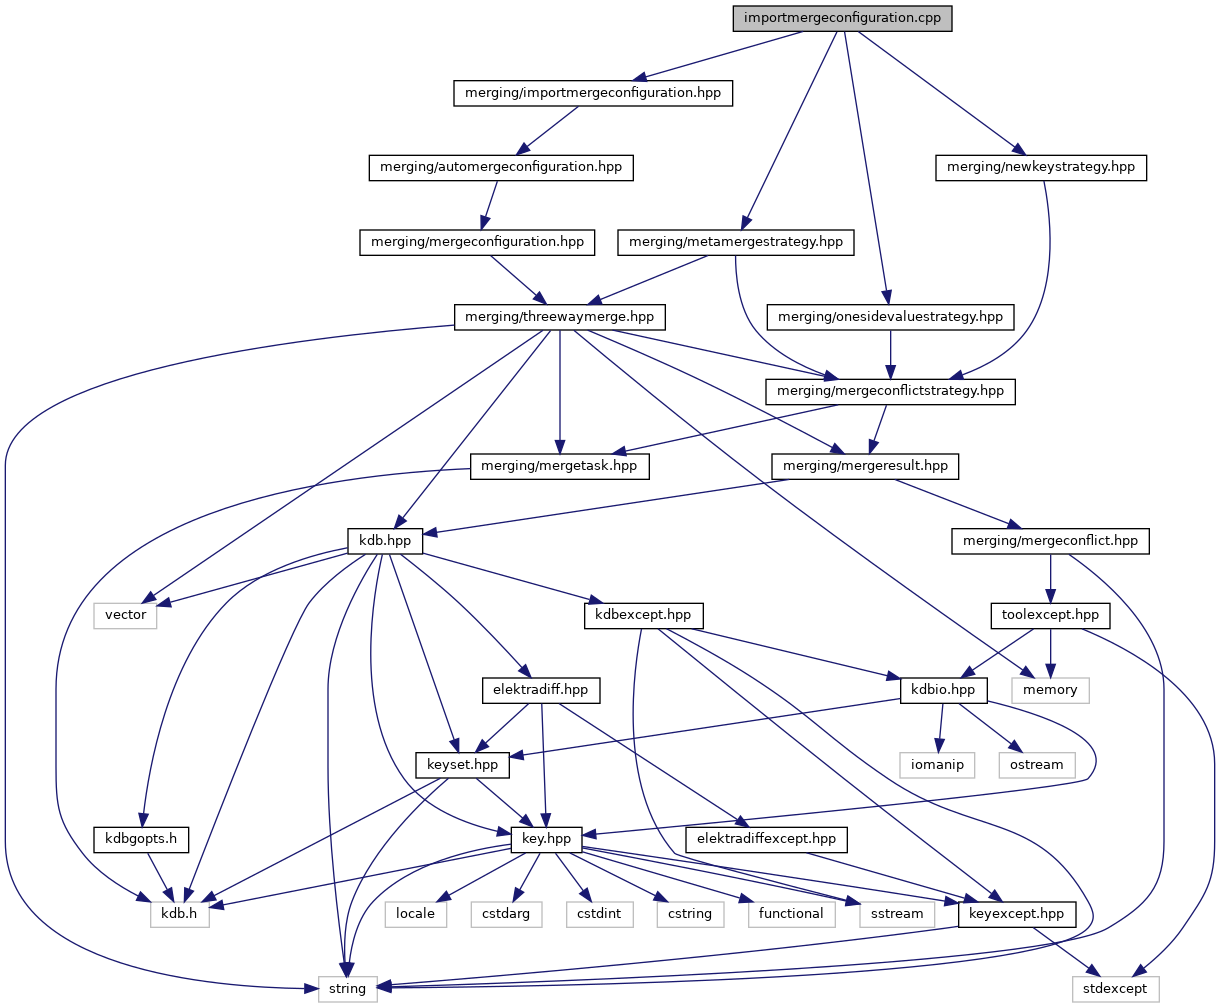 importmergeconfiguration.cpp
merging/importmergeconfiguration.hpp
merging/automergeconfiguration.hpp
merging/newkeystrategy.hpp
merging/mergeconfiguration.hpp
merging/metamergestrategy.hpp
merging/threewaymerge.hpp
merging/onesidevaluestrategy.hpp
merging/mergeconflictstrategy.hpp
merging/mergetask.hpp
merging/mergeresult.hpp
kdb.hpp
merging/mergeconflict.hpp
vector
kdbexcept.hpp
toolexcept.hpp
elektradiff.hpp
kdbio.hpp
memory
keyset.hpp
iomanip
ostream
kdbgopts.h
key.hpp
elektradiffexcept.hpp
kdb.h
locale
cstdarg
cstdint
cstring
functional
sstream
keyexcept.hpp
string
stdexcept